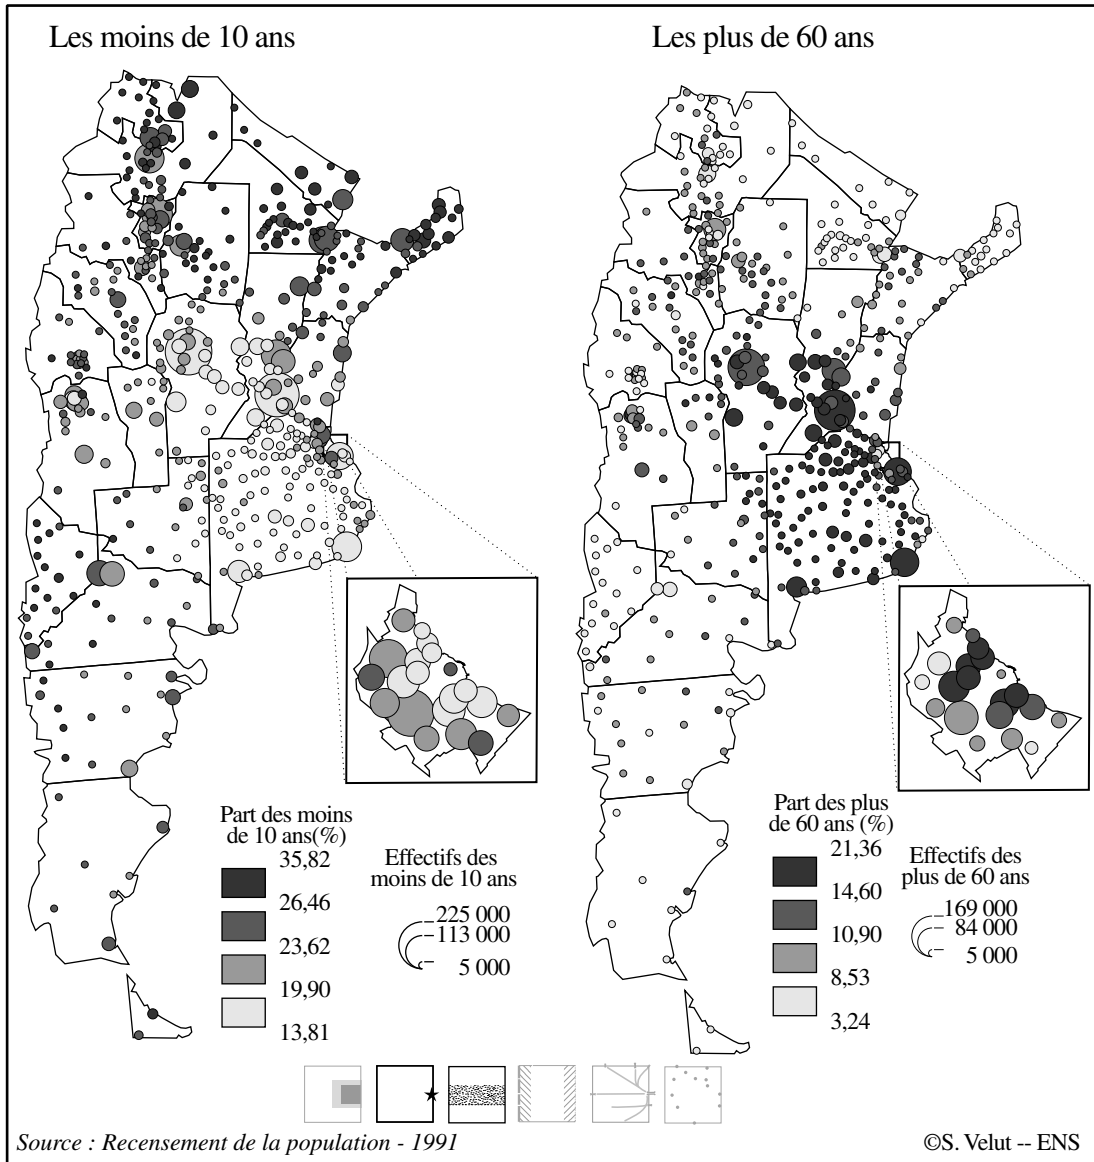 Les moins de 10 ans
Les plus de 60 ans
Part des moins
de 10 ans(%)
35,82
26,46
23,62
19,90
13,81
Effectifs des
moins de 10 ans
225 000
113 000
5 000
Part des plus
de 60 ans (%)
21,36
14,60
10,90
8,53
3,24
Effectifs des
plus de 60 ans
169 000
84 000
5 000
Source : Recensement de la population - 1991
©S. Velut -- ENS